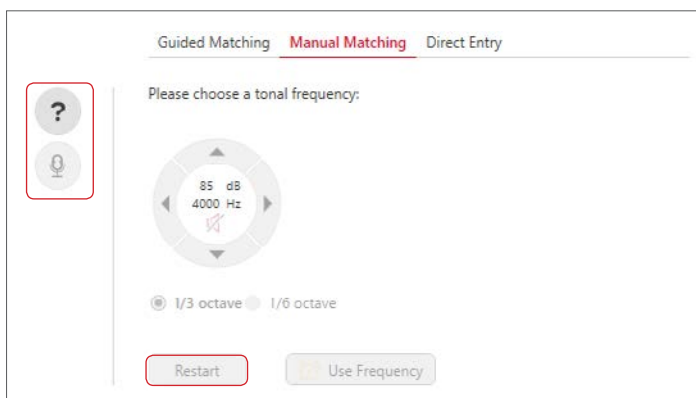 Guided Matching Manual Matching Direct Entry
Please choose a tonal frequency:
?
85 dB
4000 Hz
1/3 octave 1/6 octave
Restart Use Frequency